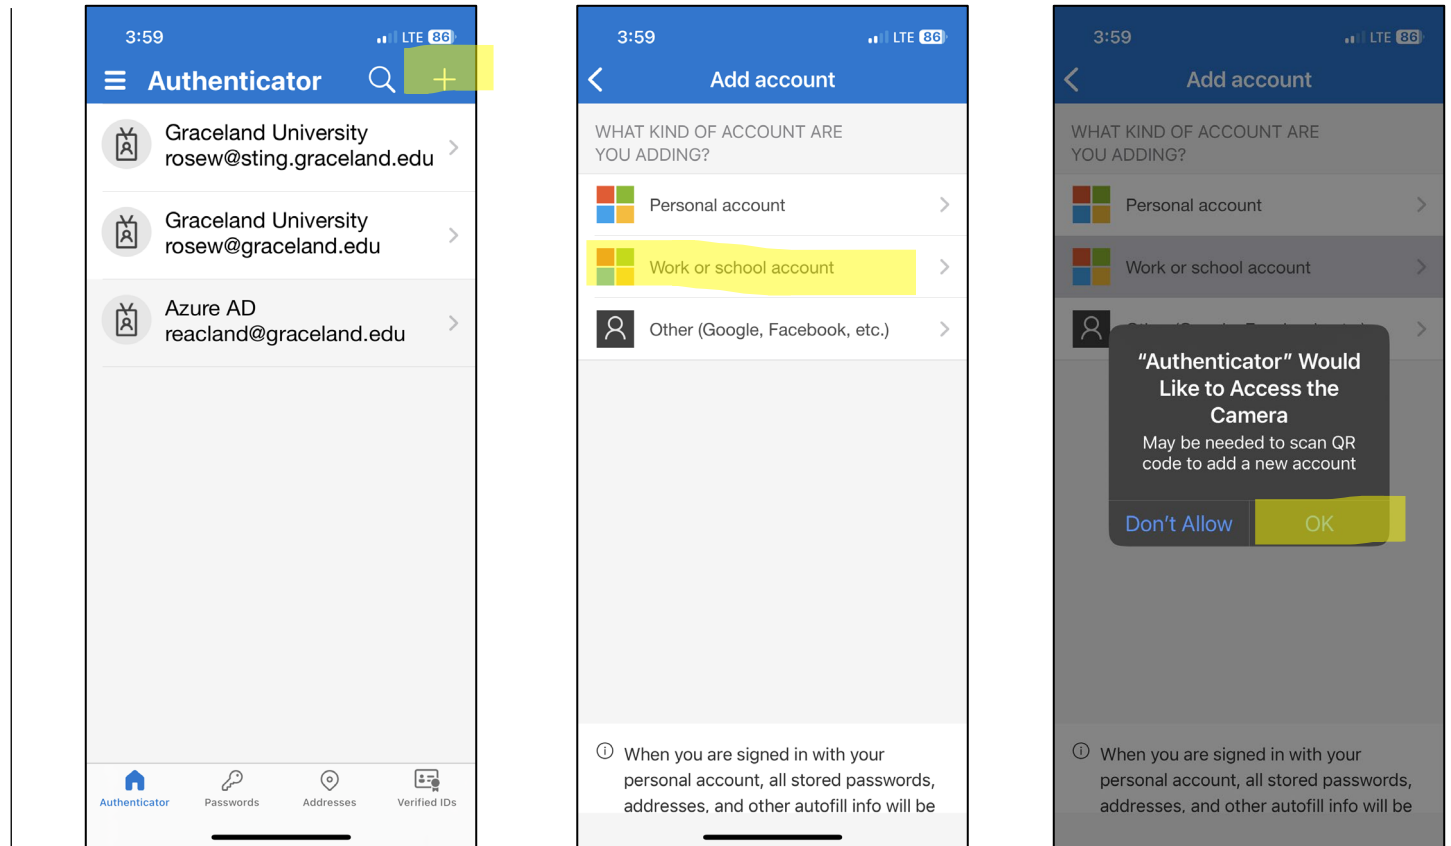 3:59
LTE 86
Authenticator
Graceland University
rosew@sting.graceland.edu
Graceland University
rosew@graceland.edu
Azure AD
reacland@graceland.edu
Authenticator
Passwords
Addresses
Verified IDs
3:59
LTE 86
Add account
WHAT KIND OF ACCOUNT ARE
YOU ADDING?
Personal account
Work or school account
Other (Google, Facebook, etc.)
When you are signed in with your
personal account, all stored passwords,
addresses, and other autofill info will be
3:59
LTE 86
Add account
WHAT KIND OF ACCOUNT ARE
YOU ADDING?
Personal account
Work or school account
“Authenticator” Would
Like to Access the
Camera
May be needed to scan QR
code to add a new account
Don’t Allow
OK
When you are signed in with your
personal account, all stored passwords,
addresses, and other autofill info will be